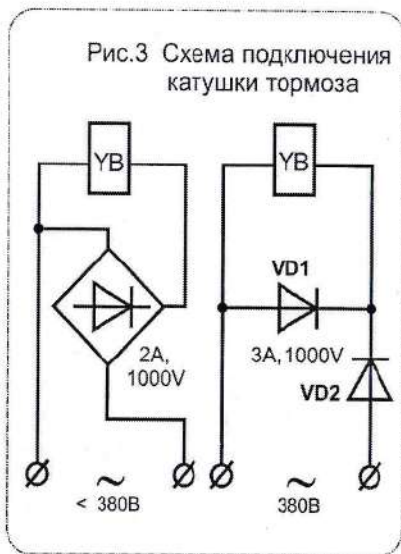 Рис.3 Схема подключения
катушки тормоза
YB
YB
VD1
2A,
1000V
3A,1000V
VD2
~
~
< 380В
380В